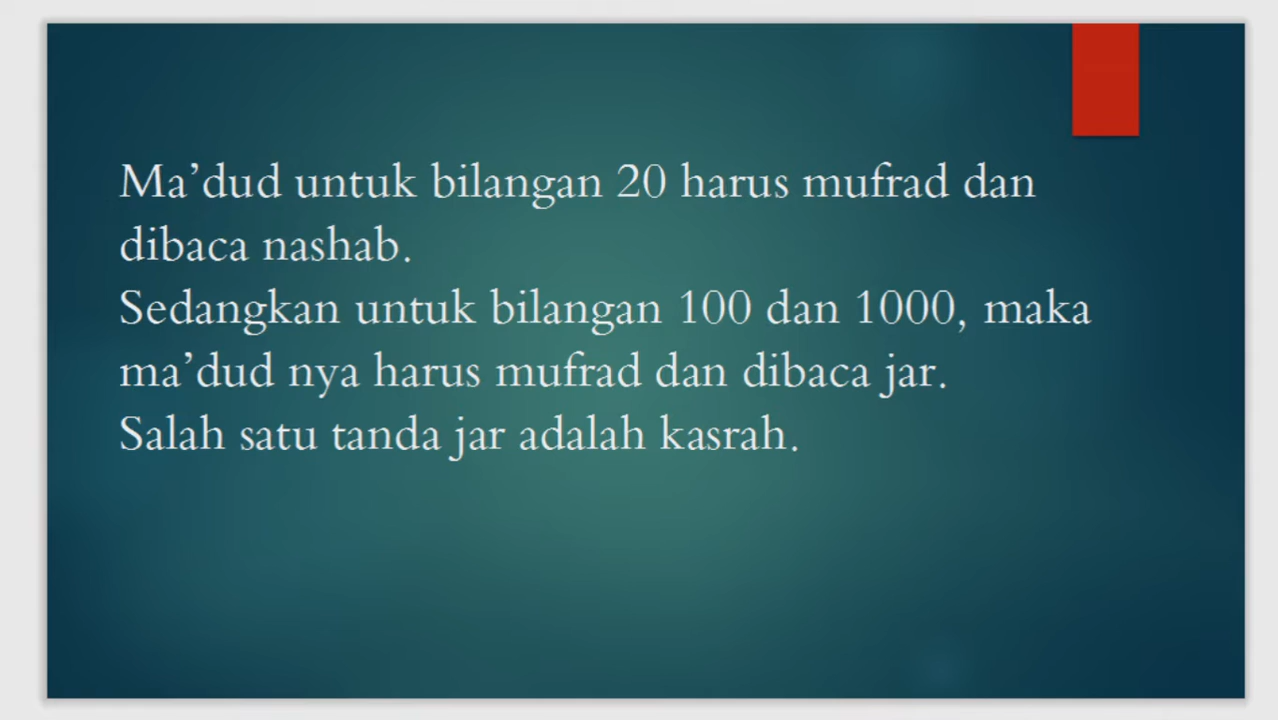 Ma’dud untuk bilangan 20 harus mufrad dan
dibaca nashab.
Sedangkan untuk bilangan 100 dan 1000, maka
ma’dud nya harus mufrad dan dibaca jar.
Salah satu tanda jar adalah kasrah.